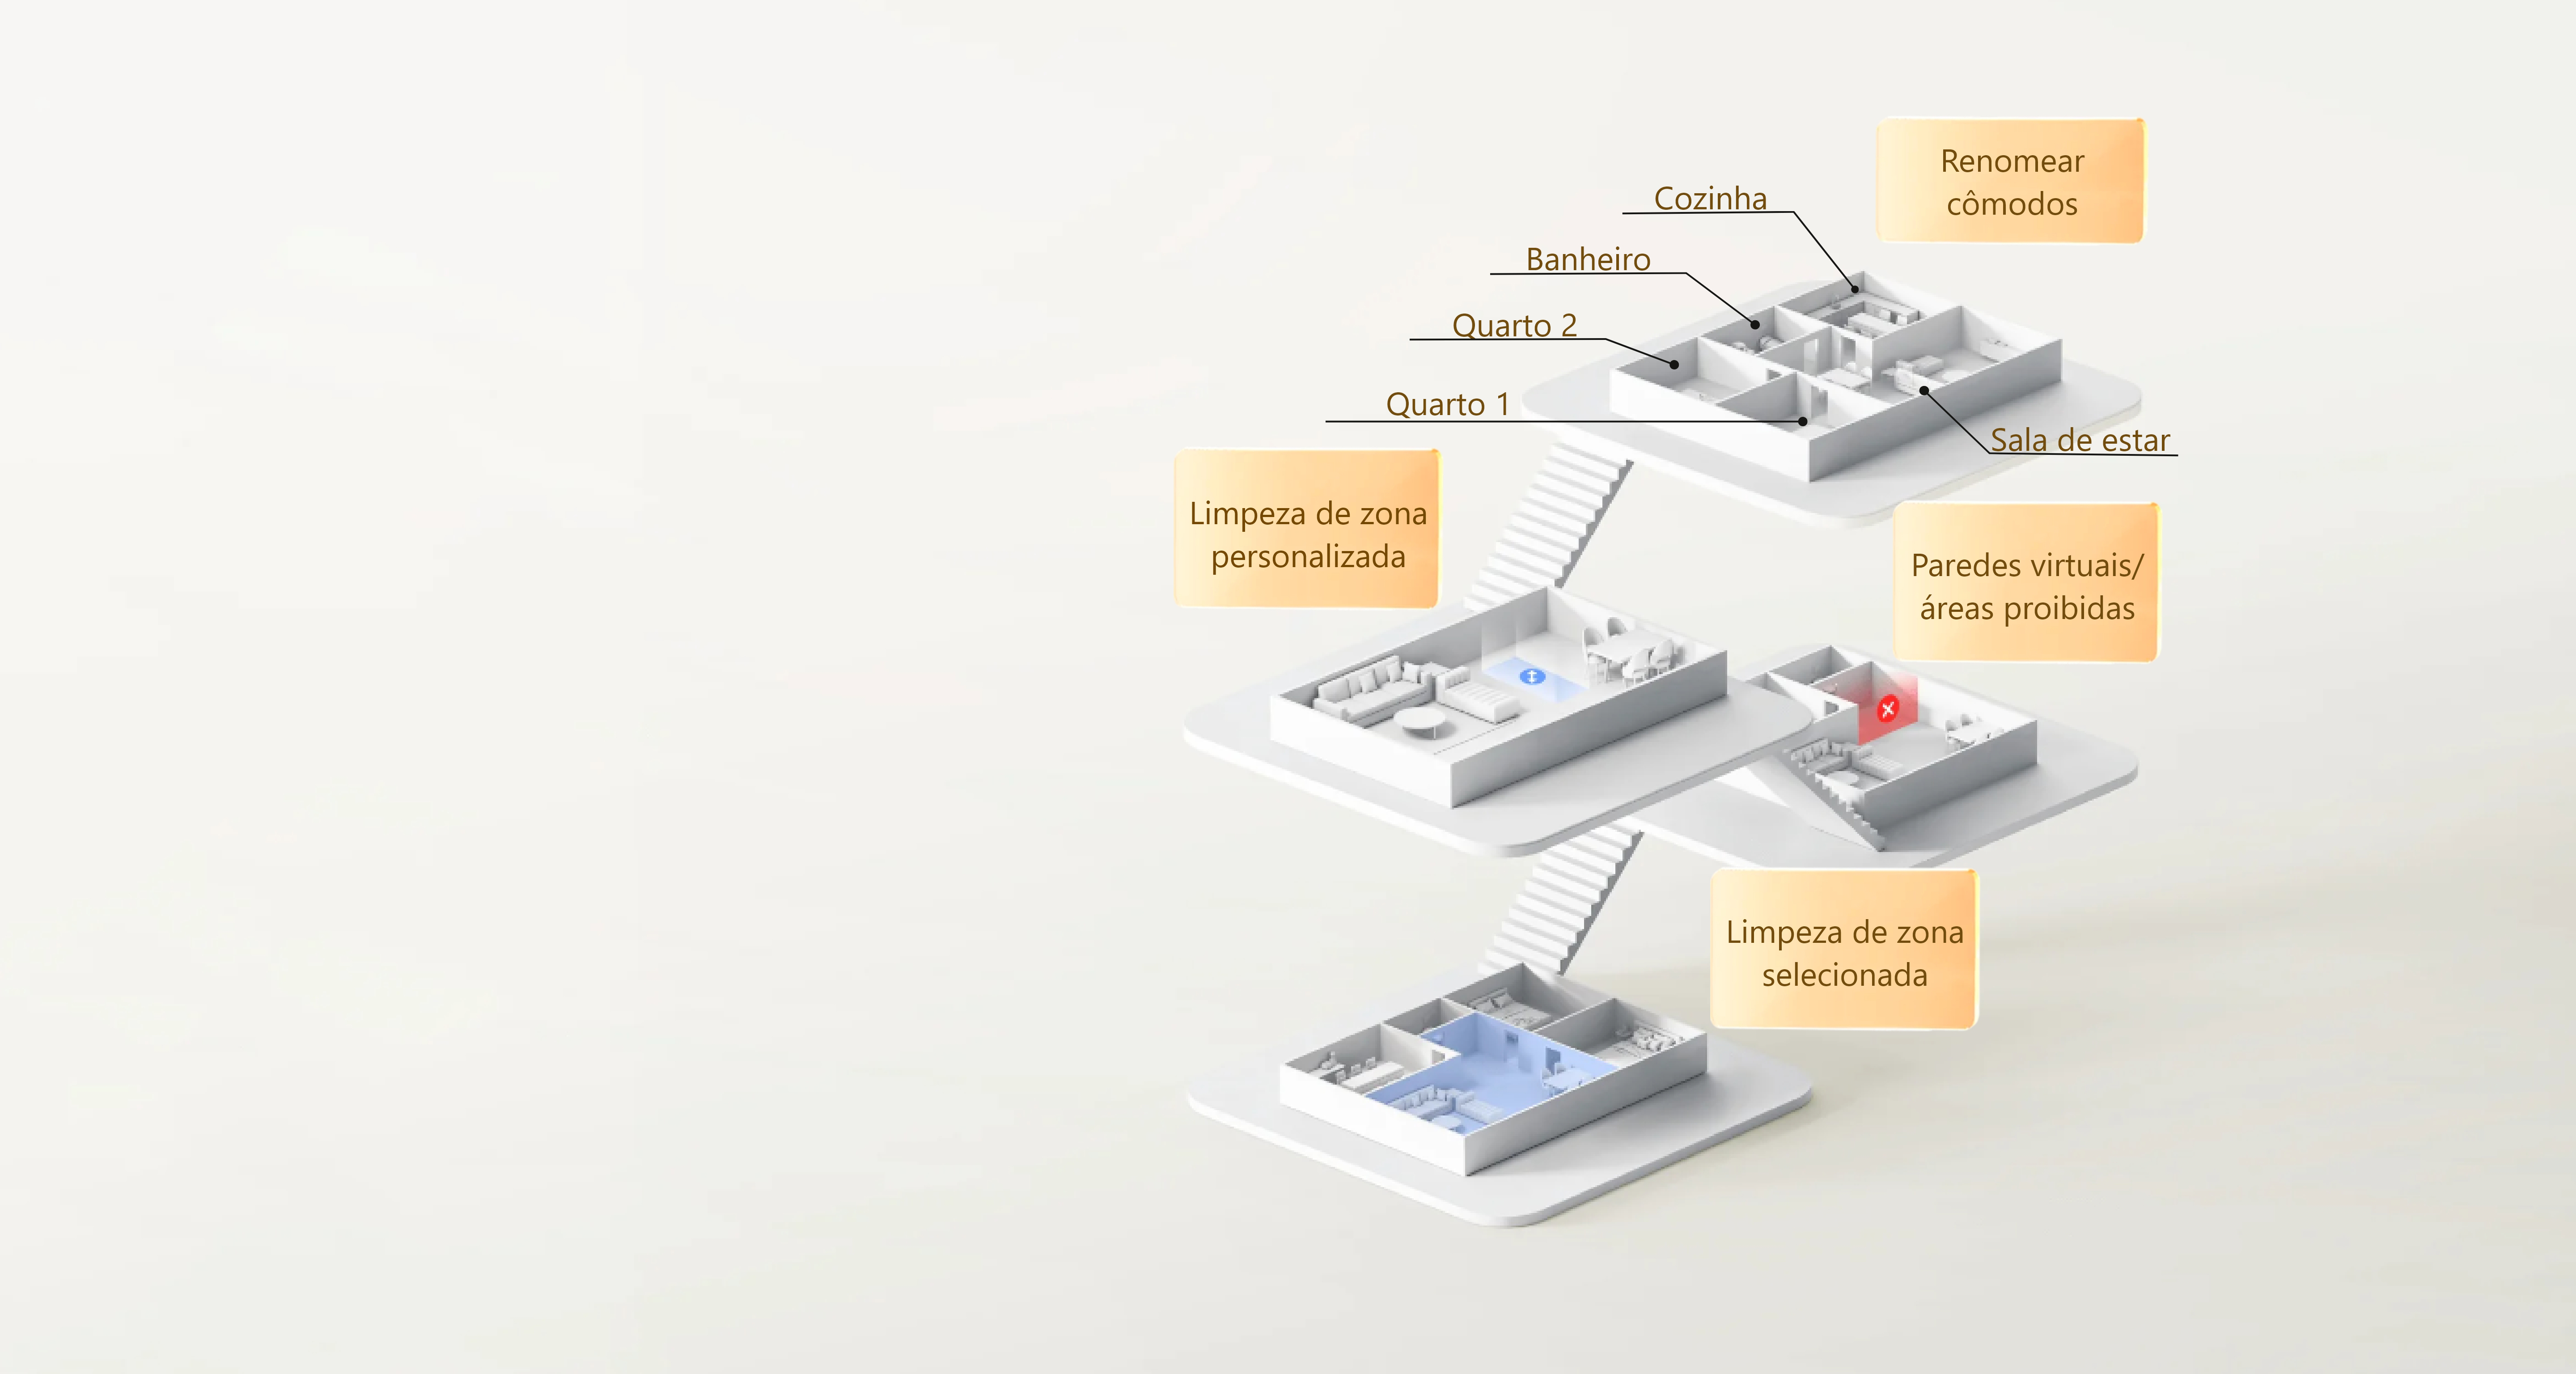 Renomear
cômodos
Cozinha
Banheiro
Quarto 2
Quarto 1
Sala de estar
Limpeza de zona
personalizada
Paredes virtuais/
áreas proibidas
Limpeza de zona
selecionada